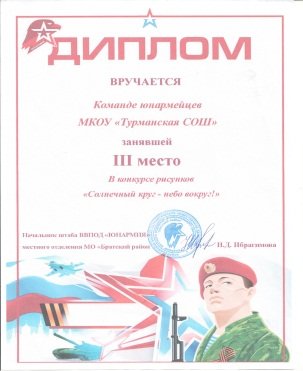 ДИПЛОМ
ВРУЧАЕТСЯ
Команде юнармейцев
МКОУ «Турманская СОШ»
занявшей
III место
В конкурсе рисунков
«Солнечный круг - небо вокруг!»
Начальник штаба ВВПОД «ЮНАРМИЯ»
местного отделения МО «Братский район» Н.Д. Ибрагимова